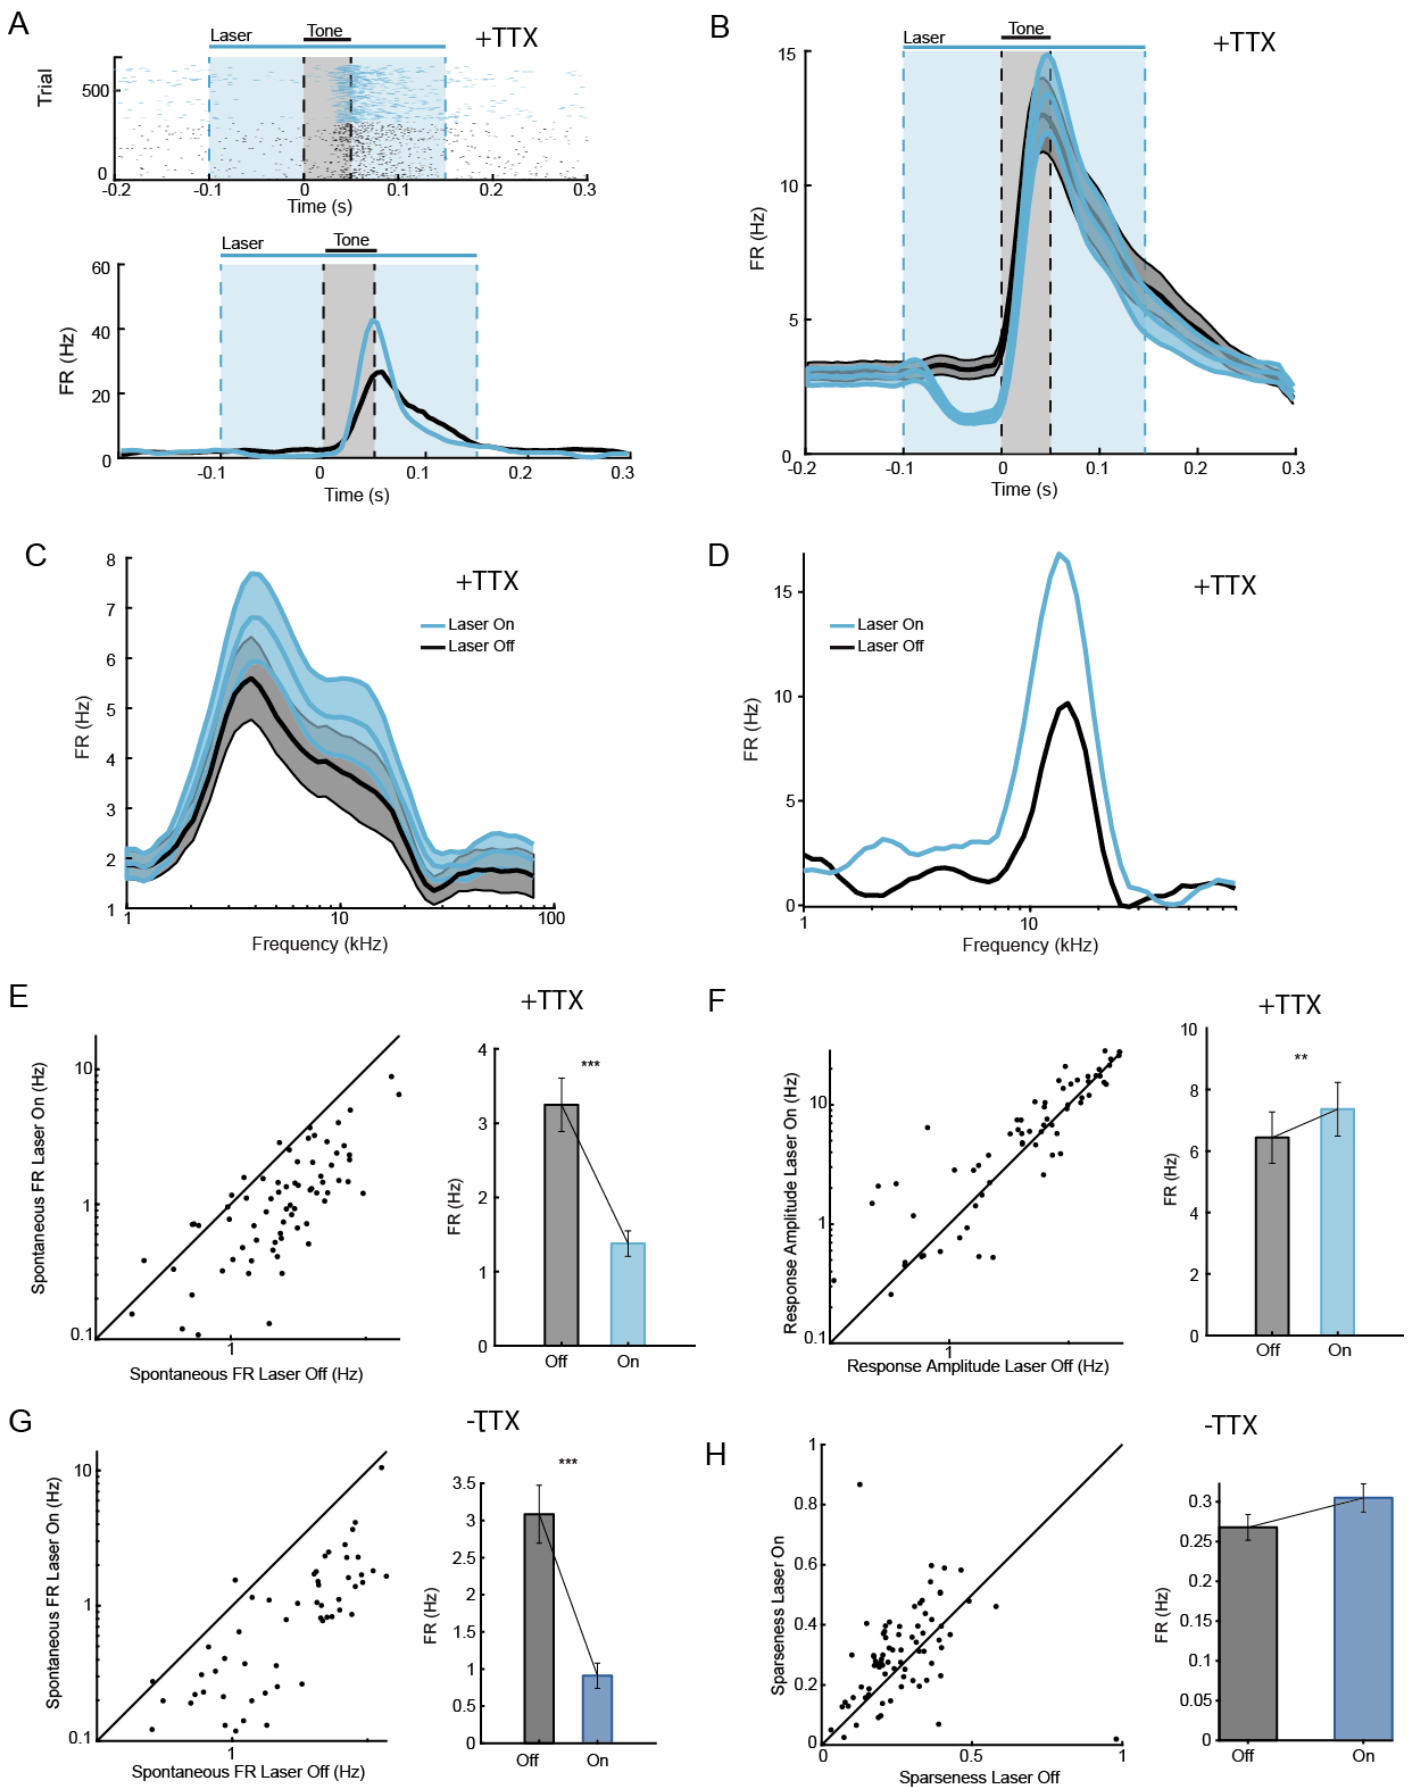 A
Laser
Tone
+TTX
Trial
500
0
-0.2
-0.1
0
0.1
0.2
0.3
Time (s)
Laser
Tone
FR (Hz)
60
40
20
0
-0.1
0
0.1
0.2
0.3
Time (s)
B
Laser
Tone
+TTX
FR (Hz)
15
10
5
0
-0.2
-0.1
0
0.1
0.2
0.3
Time (s)
C
+TTX
Laser On
Laser Off
FR (Hz)
8
7
6
5
4
3
2
1
1
10
100
Frequency (kHz)
D
+TTX
Laser On
Laser Off
FR (Hz)
15
10
5
0
1
10
Frequency (kHz)
E
+TTX
Spontaneous FR Laser On (Hz)
10
1
0.1
1
Spontaneous FR Laser Off (Hz)
***
FR (Hz)
4
3
2
1
0
Off
On
F
+TTX
Response Amplitude Laser On (Hz)
10
1
0.1
1
Response Amplitude Laser Off (Hz)
**
FR (Hz)
10
8
6
4
2
0
Off
On
G
-TTX
Spontaneous FR Laser On (Hz)
10
1
0.1
1
Spontaneous FR Laser Off (Hz)
***
FR (Hz)
3.5
3
2.5
2
1.5
1
0.5
0
Off
On
H
-TTX
Sparseness Laser On
1
0.8
0.6
0.4
0.2
0
0
0.5
1
Sparseness Laser Off
FR (Hz)
0.3
0.25
0.2
0.15
0.1
0.05
0
Off
On